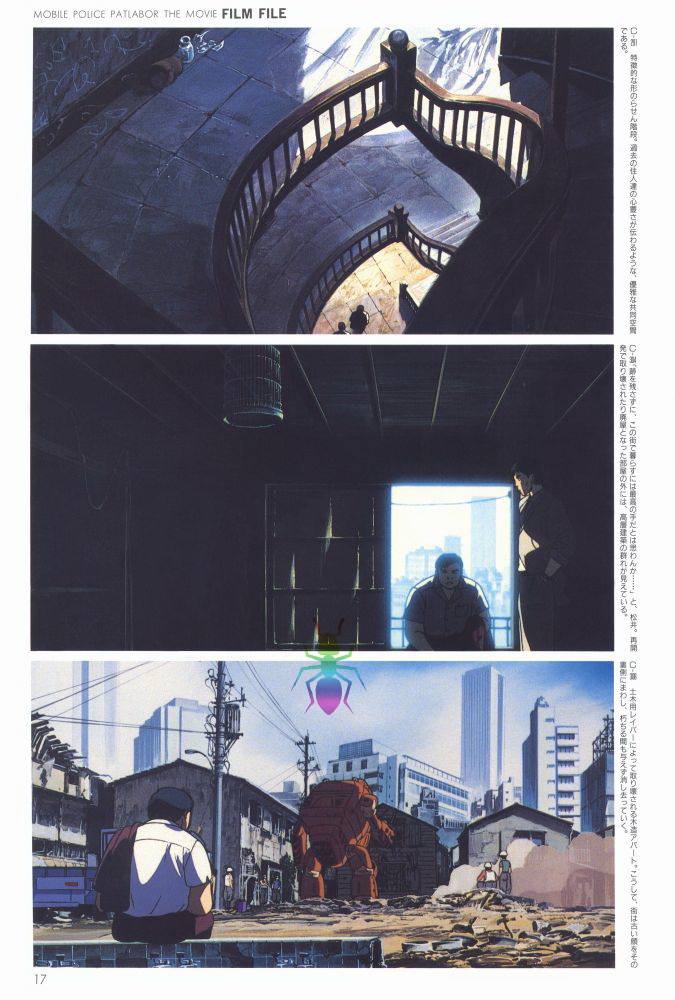 MOBILE POLICE PATLABOR THE MOVIE FILM FILE
特徴的な形のらせん階段。過去の住人達の心豊さが伝わるような、優雅な共同空間
である。
「跡を残さずに、この街で暮らすには最高の手だとは思わんか……」と、松井。再開
発で取り壊されたり廃屋となった部屋の外には、高層建築の群れが見えている。
土木用レイバーによって取り壊される木造アパート。こうして、街は古い顔をその
裏側にまわし、朽ちる間も与えず消し去っていく。
17